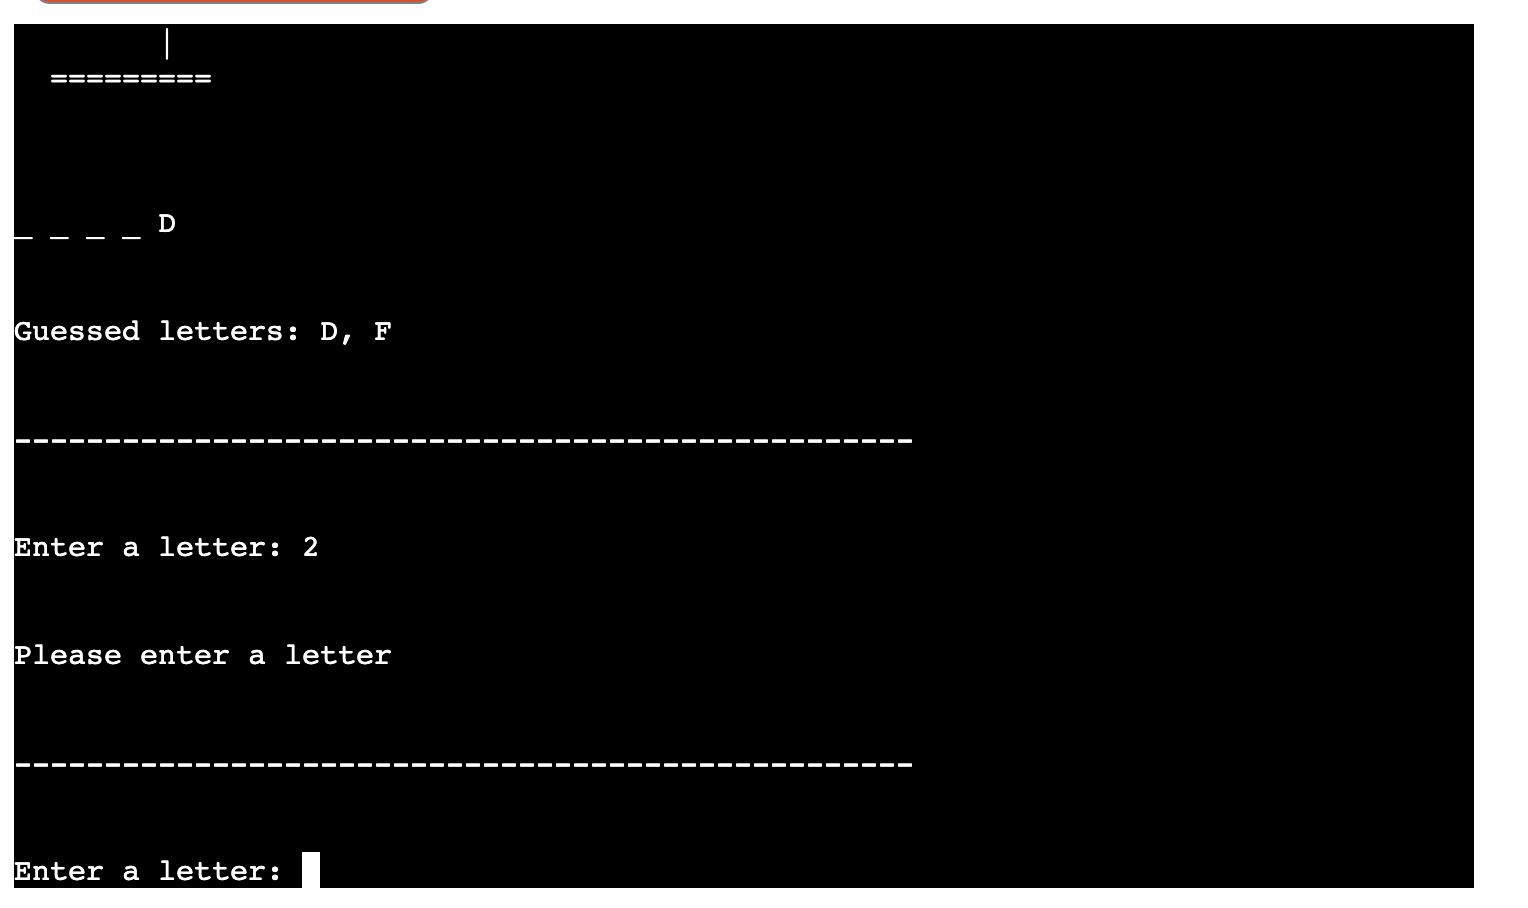 |
=========
_ _ _ _ D
Guessed letters: D, F
--------------------------------------------------
Enter a letter: 2
Please enter a letter
--------------------------------------------------
Enter a letter: